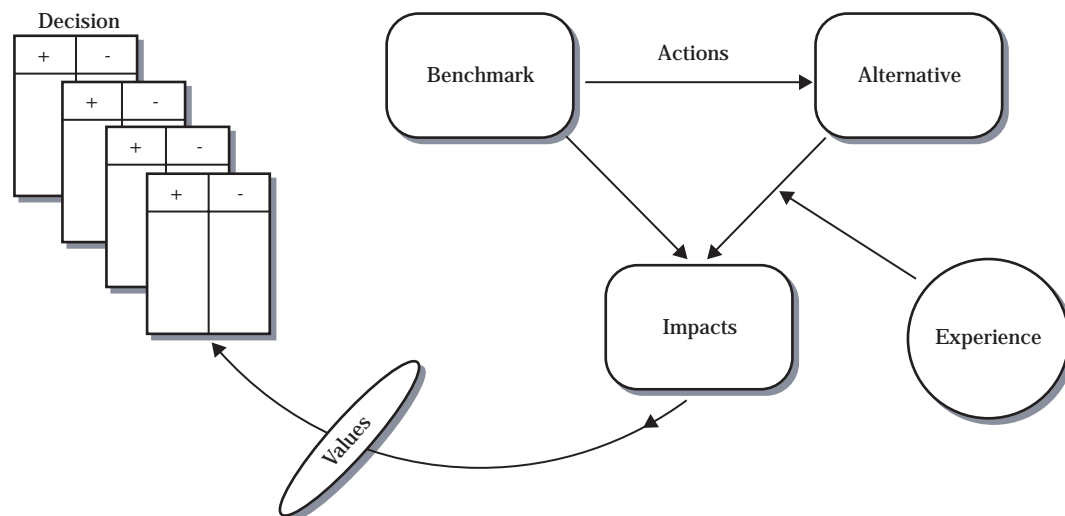 Decision
+ -
+ -
+ -
+ -
Benchmark
Actions
Alternative
Impacts
Experience
Values